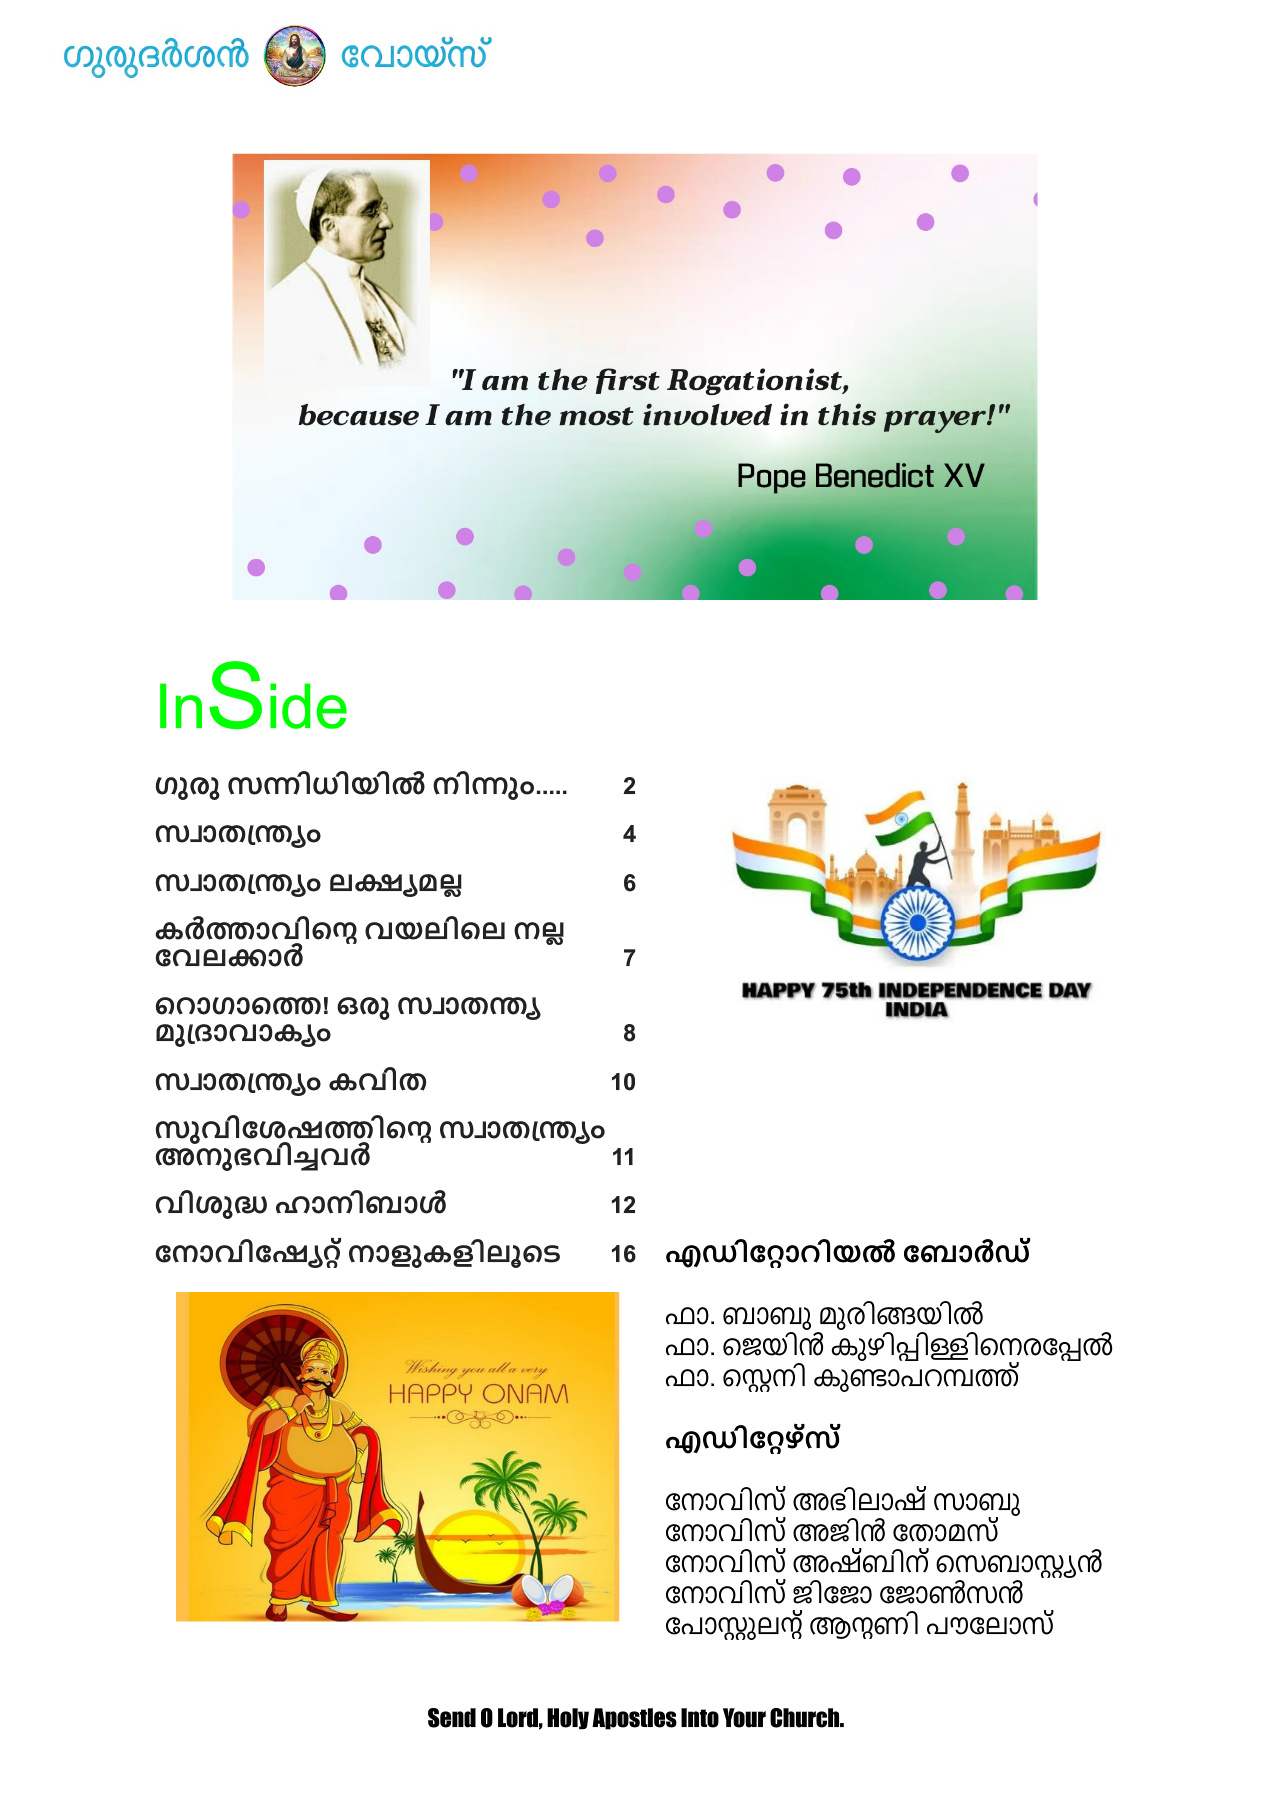 ഗുരുദർശൻ വോയ്സ്
"I am the first Rogationist,
because I am the most involved in this prayer!"
Pope Benedict XV
InSide
ഗുരു സന്നിധിയിൽ നിന്നും..... 2
സ്വാതന്ത്ര്യം 4
സ്വാതന്ത്ര്യം ലക്ഷ്യമല്ല 6
കർത്താവിന്റെ വയലിലെ നല്ല
വേലക്കാർ 7
റൊഗാത്തെ! ഒരു സ്വാതന്ത്യ
മുദ്രാവാക്യം 8
സ്വാതന്ത്ര്യം കവിത 10
സുവിശേഷത്തിന്റെ സ്വാതന്ത്ര്യം
അനുഭവിച്ചവർ 11
വിശുദ്ധ ഹാനിബാൾ 12
നോവിഷ്യേറ്റ് നാളുകളിലൂടെ 16
HAPPY 75th INDEPENDENCE DAY
INDIA
Wishing you all a very
HAPPY ONAM
എഡിറ്റോറിയൽ ബോർഡ്
ഫാ. ബാബു മുരിങ്ങയിൽ
ഫാ. ജെയിൻ കുഴിപ്പിള്ളിനെരപ്പേൽ
ഫാ. സ്റ്റെനി കുണ്ടാപറമ്പത്ത്
എഡിറ്റേഴ്സ്
നോവിസ് അഭിലാഷ് സാബു
നോവിസ് അജിൻ തോമസ്
നോവിസ് അഷ്ബിന് സെബാസ്റ്റ്യൻ
നോവിസ് ജിജോ ജോൺസൻ
പോസ്റ്റുലന്റ് ആന്റണി പൗലോസ്
Send O Lord, Holy Apostles Into Your Church.